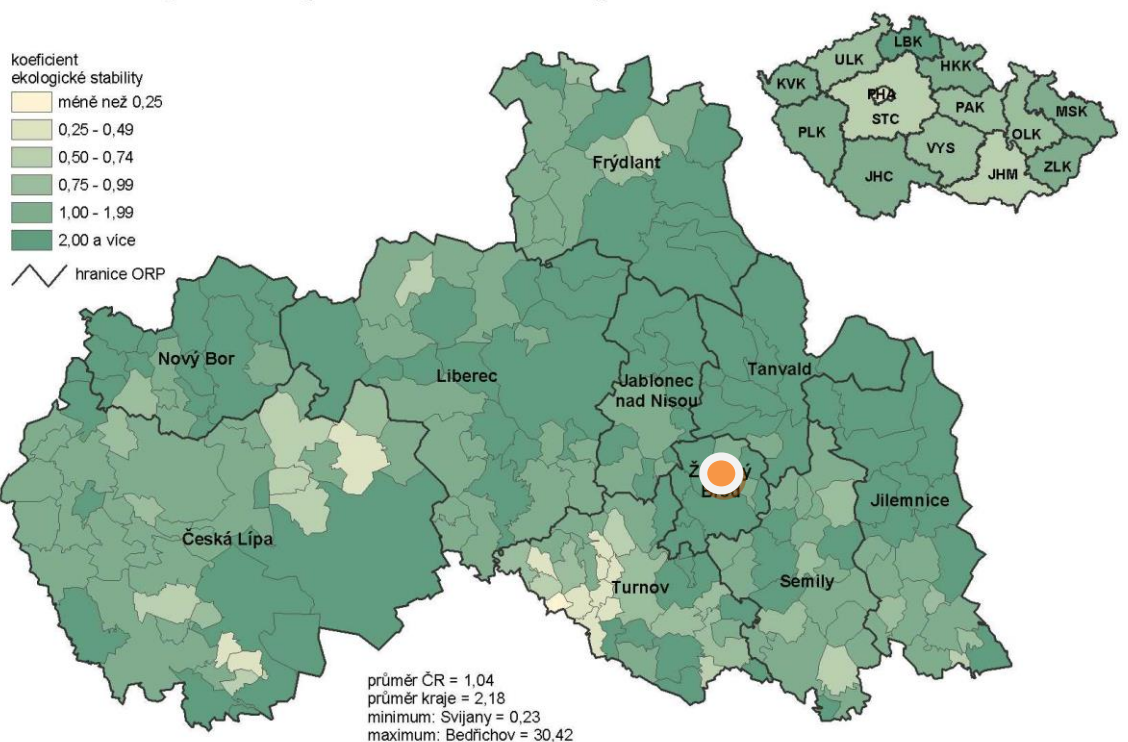 koeficient
ekologické stability
méně než 0,25
0,25 - 0,49
0,50 - 0,74
0,75 - 0,99
1,00 - 1,99
2,00 a více
hranice ORP
LBK
ULK
HKK
KVK
PHA
STC
PAK
MSK
PLK
OLK
VYS
ZLK
JHC
JHM
Frýdlant
Nový Bor
Liberec
Tanvald
Jablonec
nad Nisou
Jilemnice
Česká Lípa
Turnov
Semily
průměr ČR = 1,04
průměr kraje = 2,18
minimum: Svijany = 0,23
maximum: Bedřichov = 30,42